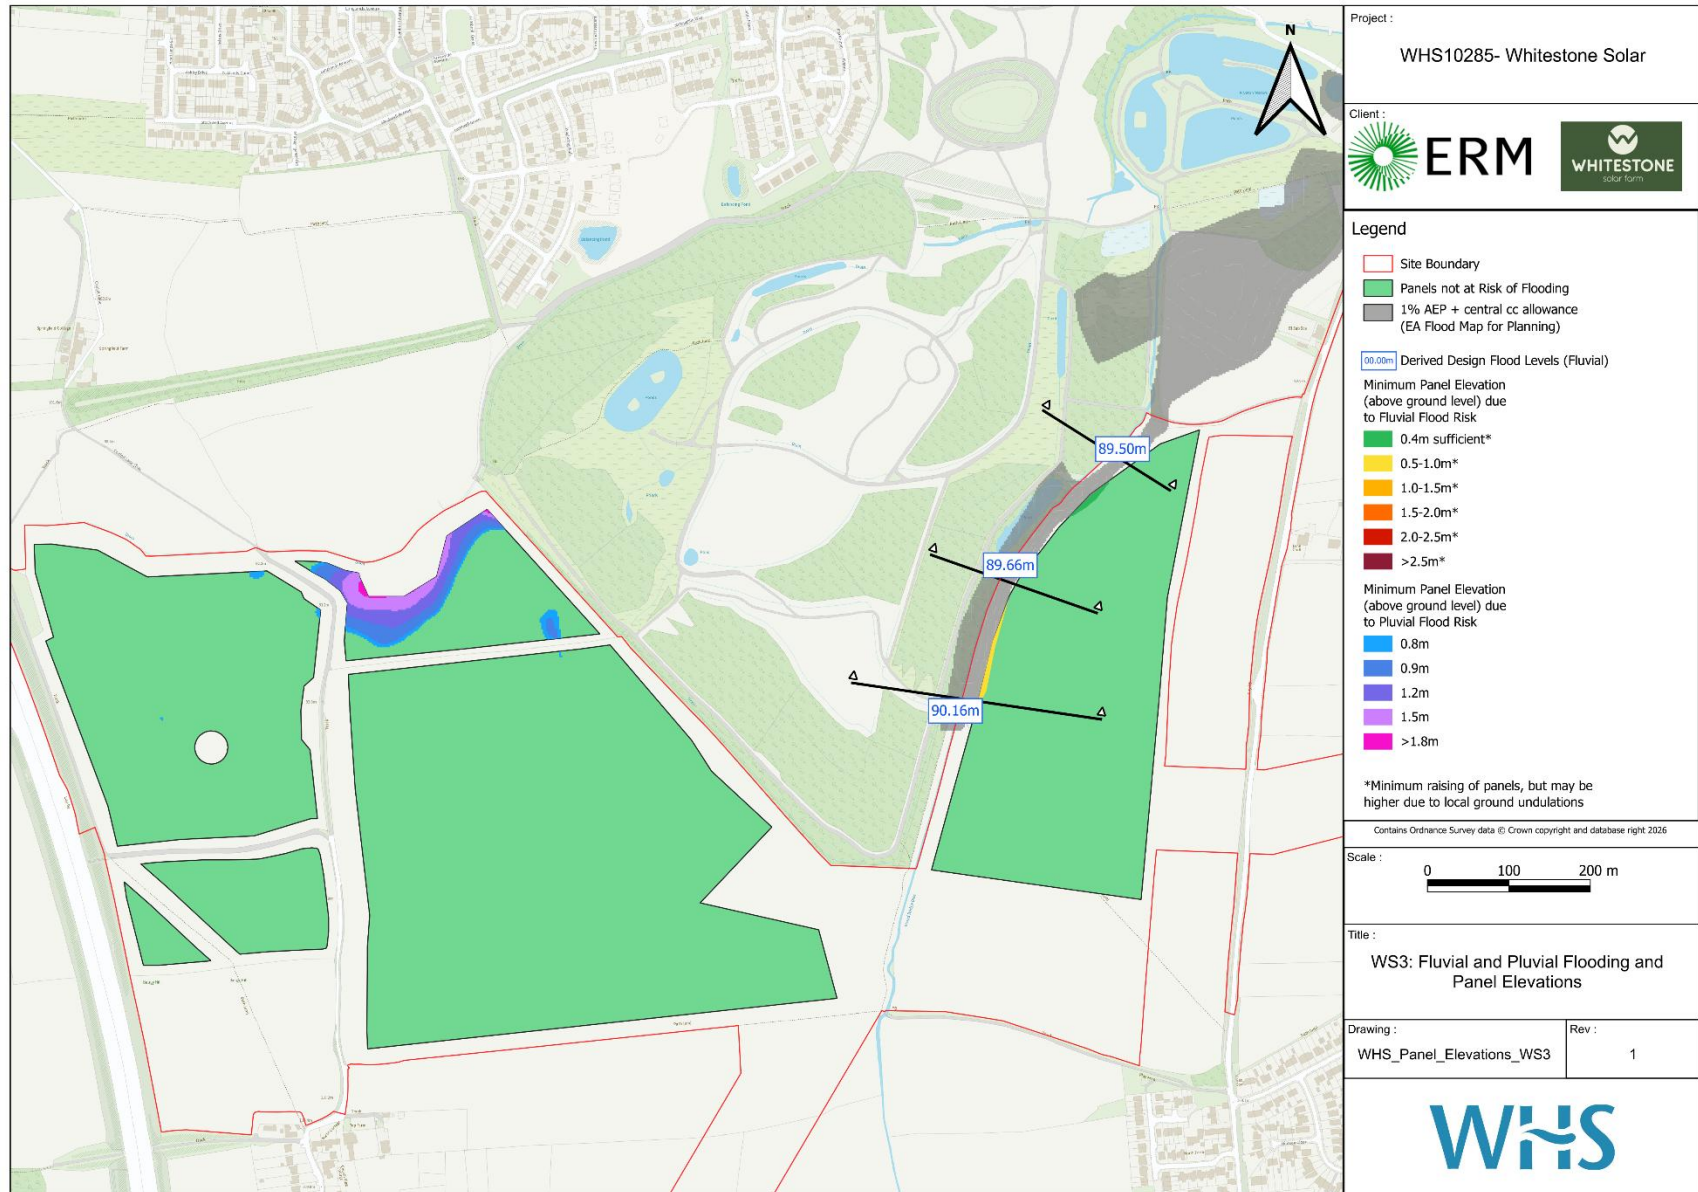 N
89.50m
89.66m
90.16m
Project :
WHS10285- Whitestone Solar
Client :
ERM
WHITESTONE
solar farm
Legend
Site Boundary
Panels not at Risk of Flooding
1% AEP + central cc allowance
(EA Flood Map for Planning)
00.00m Derived Design Flood Levels (Fluvial)
Minimum Panel Elevation
(above ground level) due
to Fluvial Flood Risk
0.4m sufficient*
0.5-1.0m*
1.0-1.5m*
1.5-2.0m*
2.0-2.5m*
>2.5m*
Minimum Panel Elevation
(above ground level) due
to Pluvial Flood Risk
0.8m
0.9m
1.2m
1.5m
>1.8m
*Minimum raising of panels, but may be
higher due to local ground undulations
Contains Ordnance Survey data © Crown copyright and database right 2026
Scale :
0 100 200 m
Title :
WS3: Fluvial and Pluvial Flooding and
Panel Elevations
Drawing :
WHS_Panel_Elevations_WS3
Rev :
1
WHS